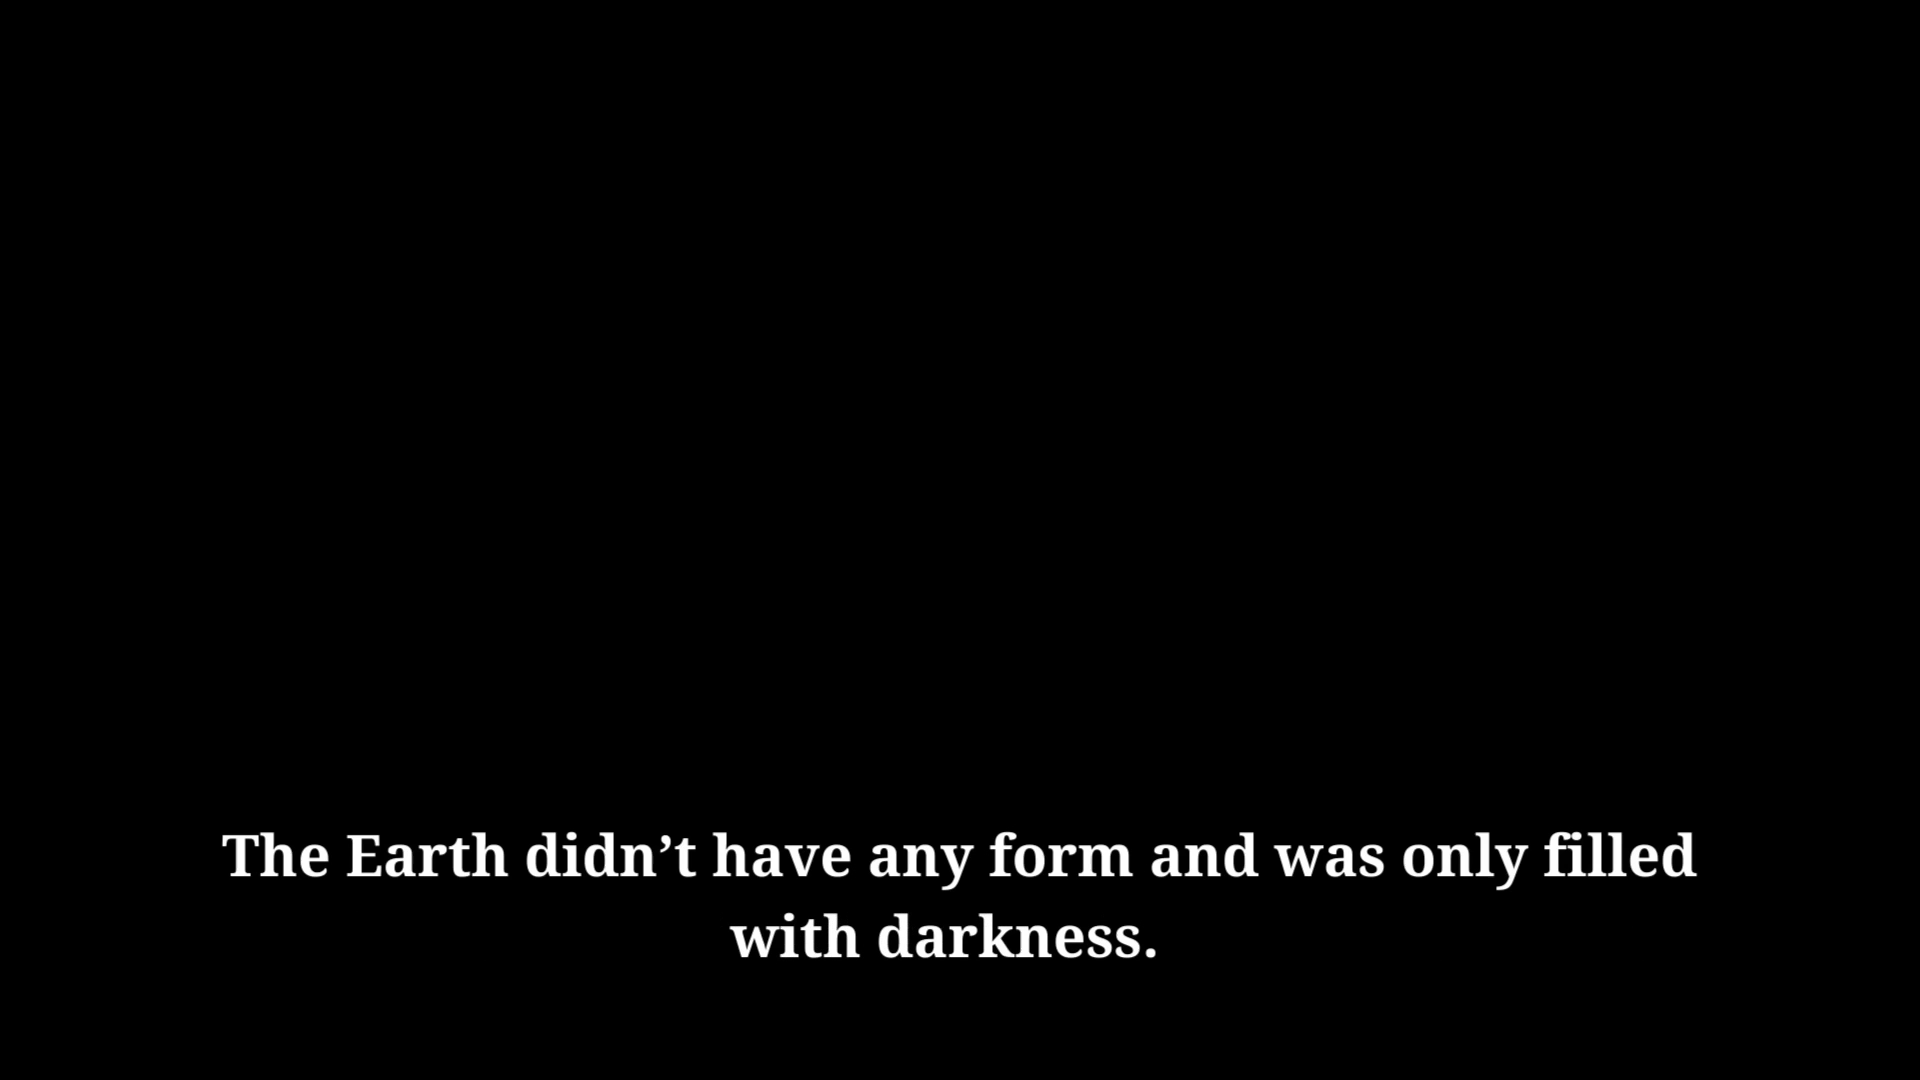 The Earth didn’t have any form and was only filled
with darkness.